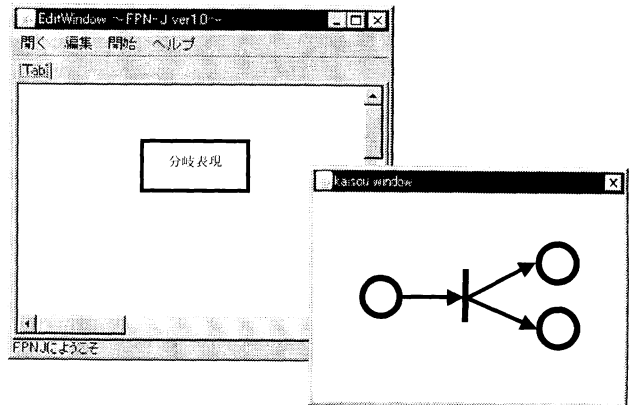 EditWindow ~FPN-J ver1.0~
開く 編集 開始 ヘルプ
[Tab]
分岐表現
kaisou window
FPNJにようこそ